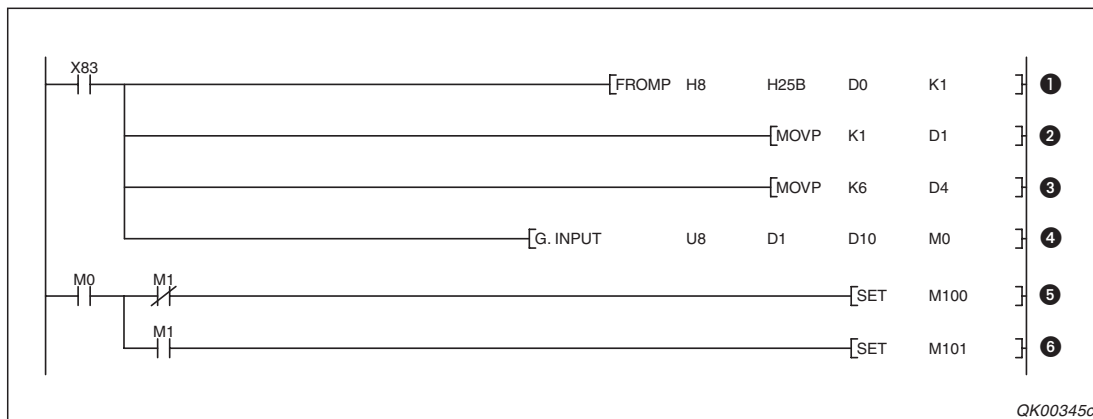 X83
[FROMP H8 H25B D0 K1 ] 1
[MOVP K1 D1 ] 2
[MOVP K6 D4 ] 3
[G. INPUT U8 D1 D10 M0 ] 4
M0 M1
[SET M100 ] 5
M1
[SET M101 ] 6
QK00345c